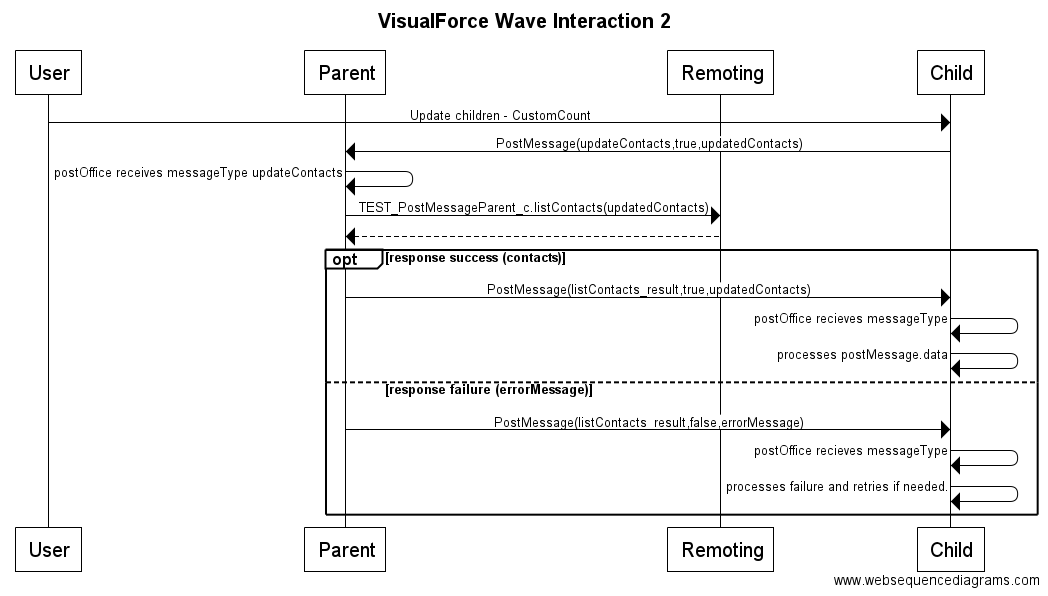 VisualForce Wave Interaction 2
User
Parent
Remoting
Child
Update children - CustomCount
PostMessage(updateContacts,true,updatedContacts)
postOffice receives messageType updateContacts
TEST_PostMessageParent_c.listContacts(updatedContacts)
opt
[response success (contacts)]
PostMessage(listContacts_result,true,updatedContacts)
postOffice recieves messageType
processes postMessage.data
[response failure (errorMessage)]
PostMessage(listContacts_result,false,errorMessage)
postOffice recieves messageType
processes failure and retries if needed.
User
Parent
Remoting
Child
www.websequencediagrams.com